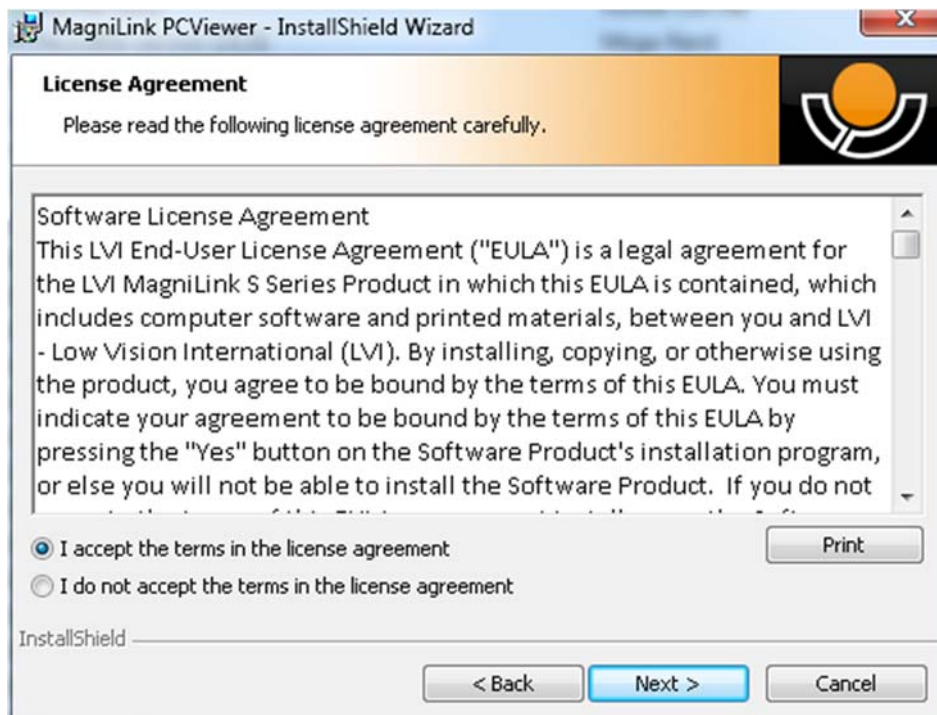 MagniLink PCViewer - InstallShield Wizard
License Agreement
Please read the following license agreement carefully.
Software License Agreement
This LVI End-User License Agreement ("EULA") is a legal agreement for
the LVI MagniLink S Series Product in which this EULA is contained, which
includes computer software and printed materials, between you and LVI
- Low Vision International (LVI). By installing, copying, or otherwise using
the product, you agree to be bound by the terms of this EULA. You must
indicate your agreement to be bound by the terms of this EULA by
pressing the "Yes" button on the Software Product's installation program,
or else you will not be able to install the Software Product.  If you do not
I accept the terms in the license agreement
Print
I do not accept the terms in the license agreement
InstallShield
< Back
Next >
Cancel